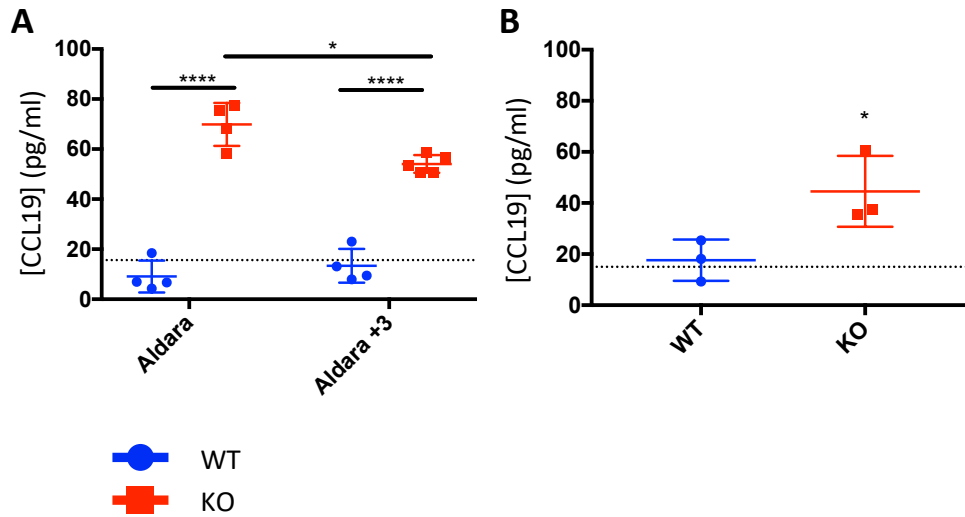 A
[CCL19] (pg/ml)
100
80
60
40
20
0
****
*
****
Aldara
Aldara +3
B
[CCL19] (pg/ml)
100
80
60
40
20
0
*
WT
KO
WT
KO